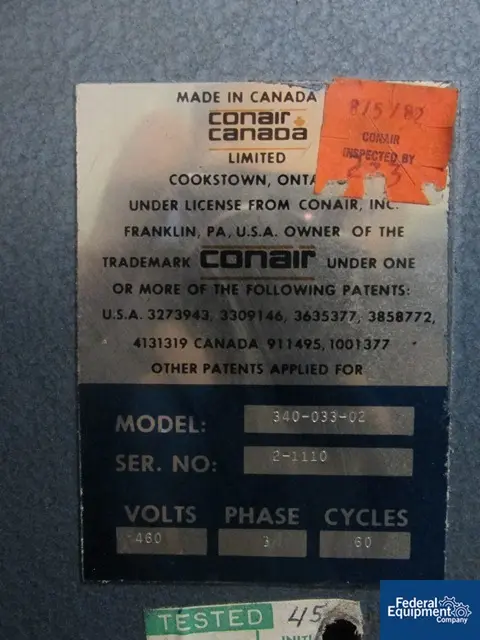 MADE IN CANADA
conair
canada
LIMITED
COOKSTOWN, ONTA
UNDER LICENSE FROM CONAIR, INC.
FRANKLIN, PA, U.S.A. OWNER OF THE
TRADEMARK conair UNDER ONE
OR MORE OF THE FOLLOWING PATENTS:
U.S.A. 3273943, 3309146, 3635377, 3858772,
4131319 CANADA 911495, 1001377
OTHER PATENTS APPLIED FOR
8/5/82
CONAIR
INSPECTED BY
233
MODEL: 340-033-02
SER. NO: 2-1110
VOLTS PHASE CYCLES
460 3 60
TESTED 45
Federal
Equipment
Company